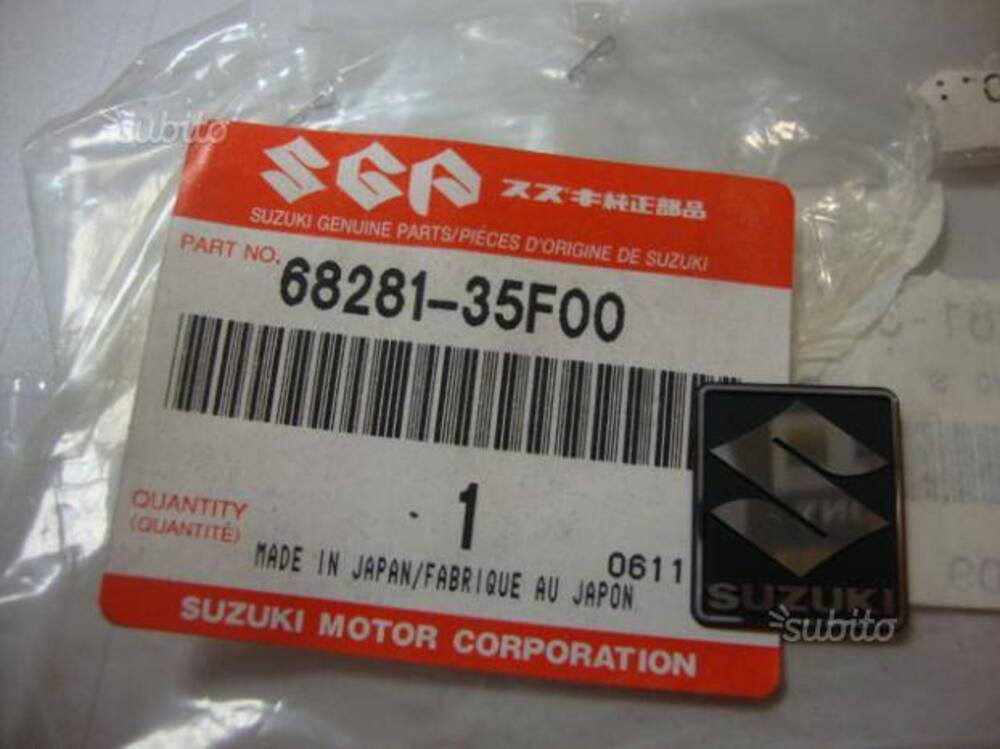 subito
SGP スズキ純正部品
SUZUKI GENUINE PARTS/PIÉCES D'ORIGINE DE SUZUKI
PART NO. 68281-35F00
QUANTITY
(QUANTITÉ)
1
MADE IN JAPAN/FABRIQUE AU JAPON
0611
SUZUKI MOTOR CORPORATION
SUZUKI
subito